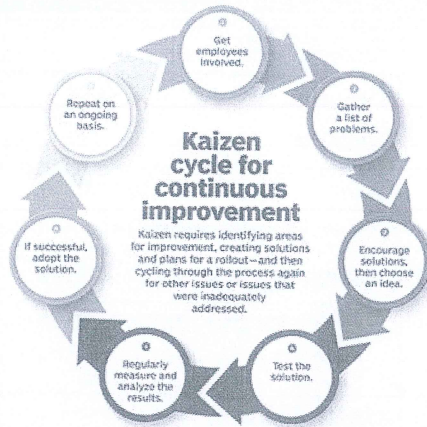 Get
employees
involved.
Gather
a list of
problems.
Encourage
solutions,
then choose
an idea.
Test the
solution.
Regularly
measure and
analyze the
results.
If successful,
adopt the
solution.
Repeat on
an ongoing
basis.
Kaizen
cycle for
continuous
improvement
Kaizen requires identifying areas
for improvement, creating solutions
and plans for a rollout—and then
cycling through the process again
for other issues or issues that
were inadequately
addressed.